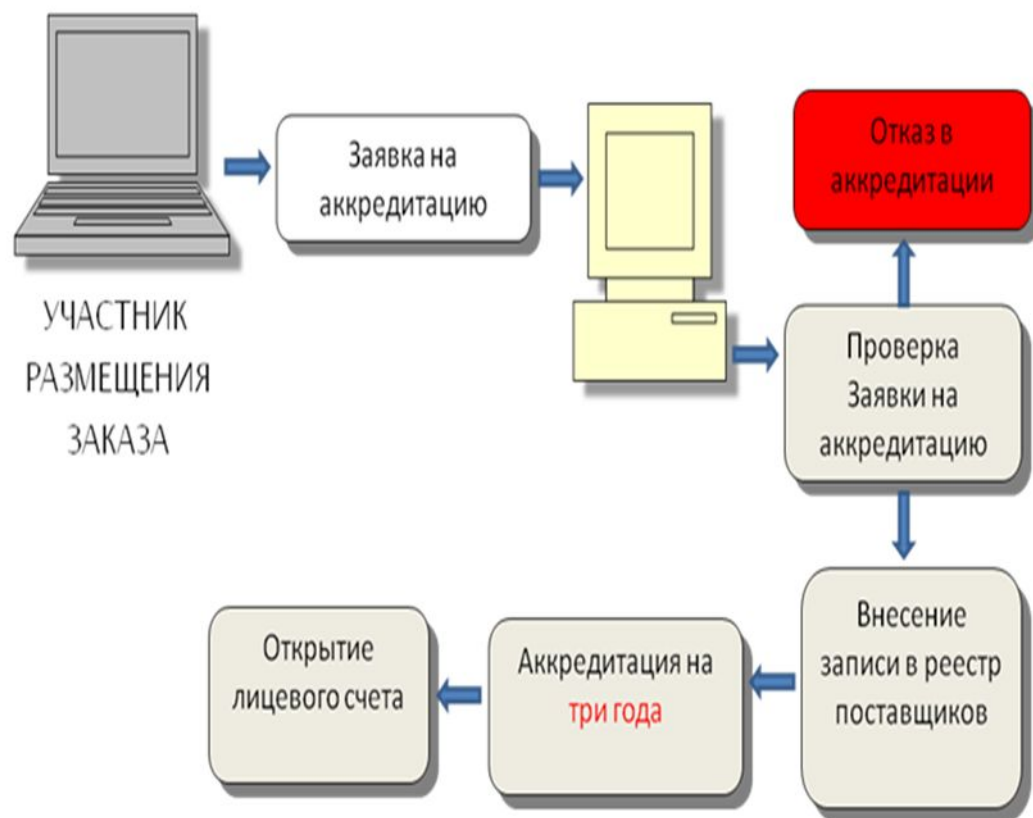 УЧАСТНИК
РАЗМЕЩЕНИЯ
ЗАКАЗА
Заявка на
аккредитацию
Отказ в
аккредитации
Проверка
Заявки на
аккредитацию
Внесение
записи в реестр
поставщиков
Аккредитация на
три года
Открытие
лицевого счета